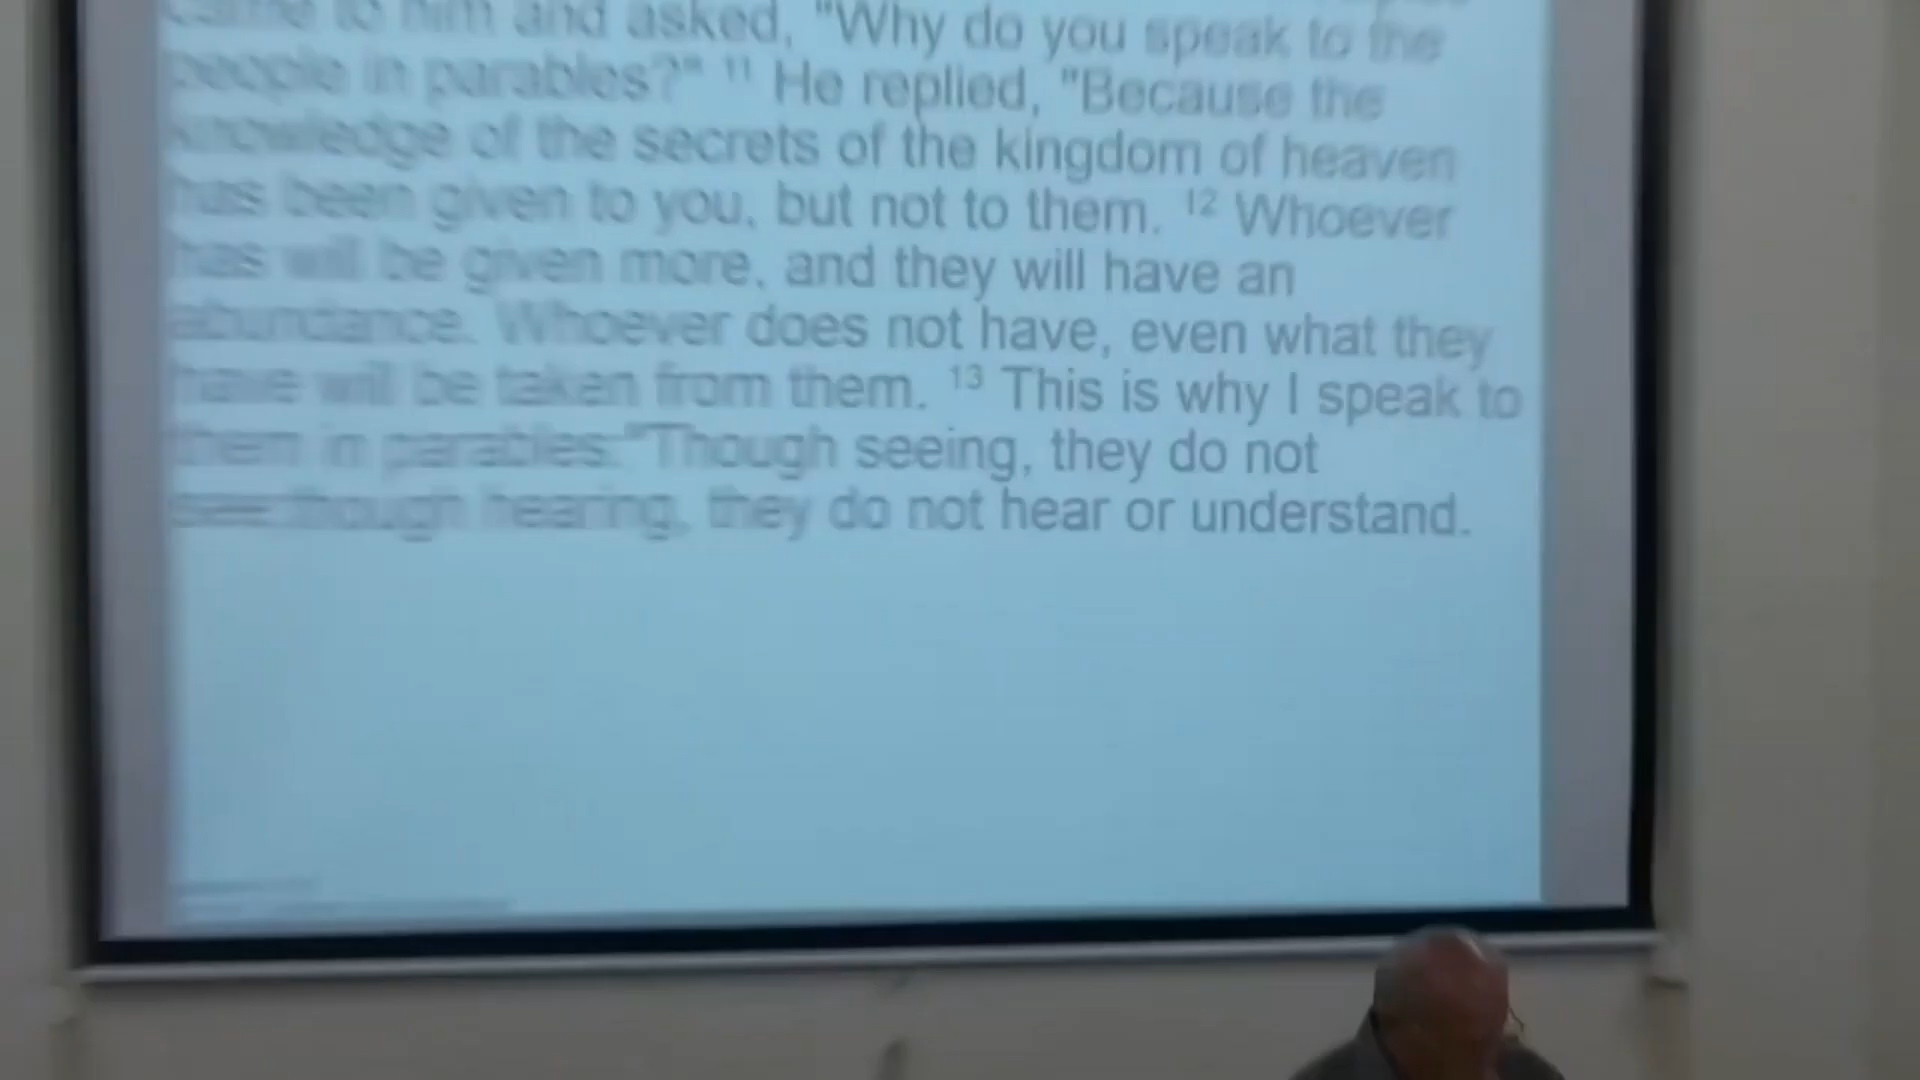 came to him and asked, "Why do you speak to the
people in parables?" 11 He replied, "Because the
knowledge of the secrets of the kingdom of heaven
has been given to you, but not to them. 12 Whoever
has will be given more, and they will have an
abundance. Whoever does not have, even what they
have will be taken from them. 13 This is why I speak to
them in parables:"Though seeing, they do not
see;though hearing, they do not hear or understand.